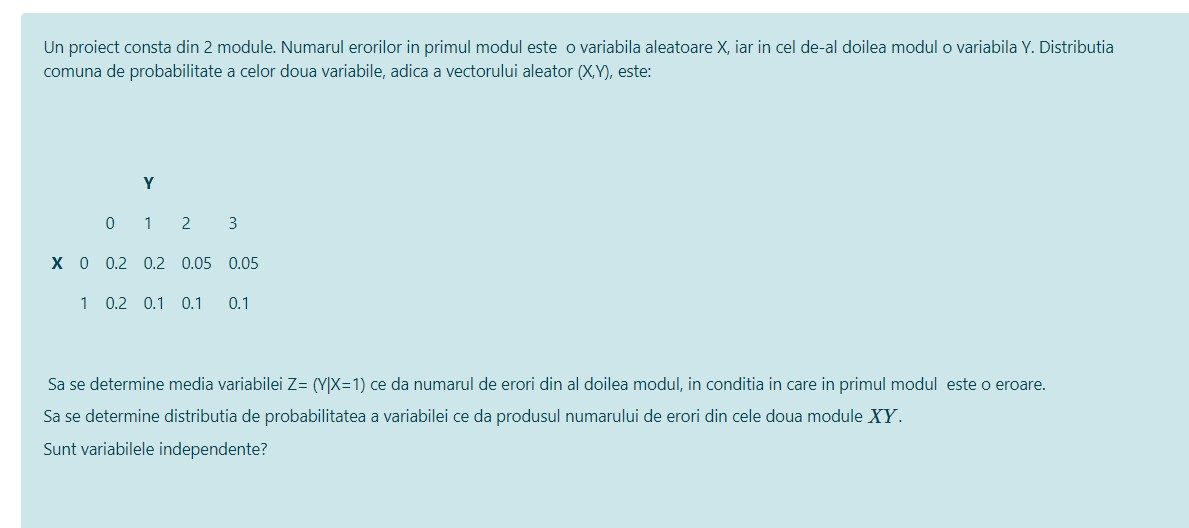 Un proiect consta din 2 module. Numarul erorilor in primul modul este o variabila aleatoare X, iar in cel de-al doilea modul o variabila Y. Distributia
comuna de probabilitate a celor doua variabile, adica a vectorului aleator (X,Y), este:
Y
0 1 2 3
X 0 0.2 0.2 0.05 0.05
1 0.2 0.1 0.1 0.1
Sa se determine media variabilei Z= (Y|X=1) ce da numarul de erori din al doilea modul, in conditia in care in primul modul este o eroare.
Sa se determine distributia de probabilitatea a variabilei ce da produsul numarului de erori din cele doua module XY.
Sunt variabilele independente?